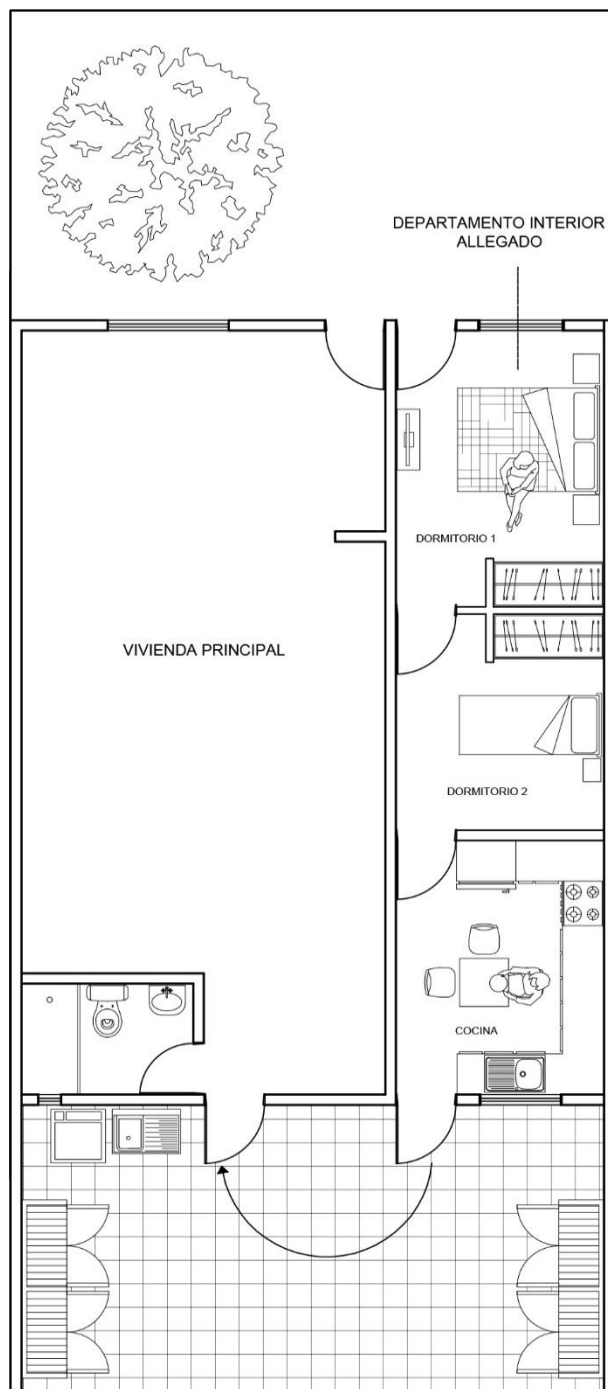 DEPARTAMENTO INTERIOR
ALLEGADO
DORMITORIO 1
VIVIENDA PRINCIPAL
DORMITORIO 2
COCINA